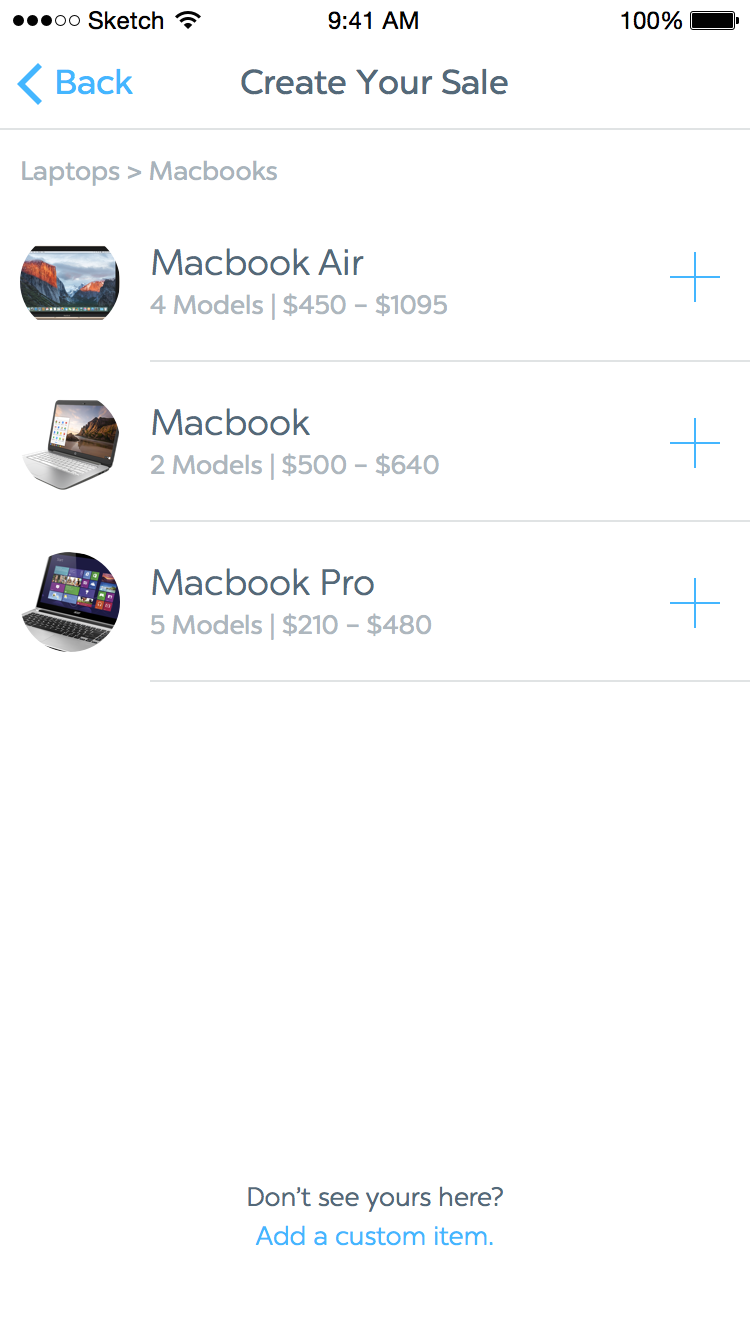 Sketch 9:41 AM 100%
Back Create Your Sale
Laptops > Macbooks
Macbook Air
4 Models | $450 – $1095
Macbook
2 Models | $500 – $640
Macbook Pro
5 Models | $210 – $480
Don’t see yours here?
Add a custom item.